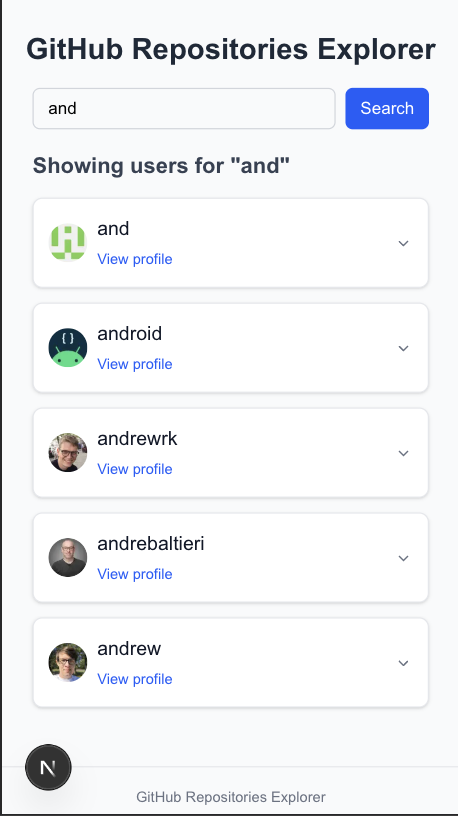 GitHub Repositories Explorer
and
Search
Showing users for "and"
and
View profile
android
View profile
andrewrk
View profile
andrebaltieri
View profile
andrew
View profile
N
GitHub Repositories Explorer